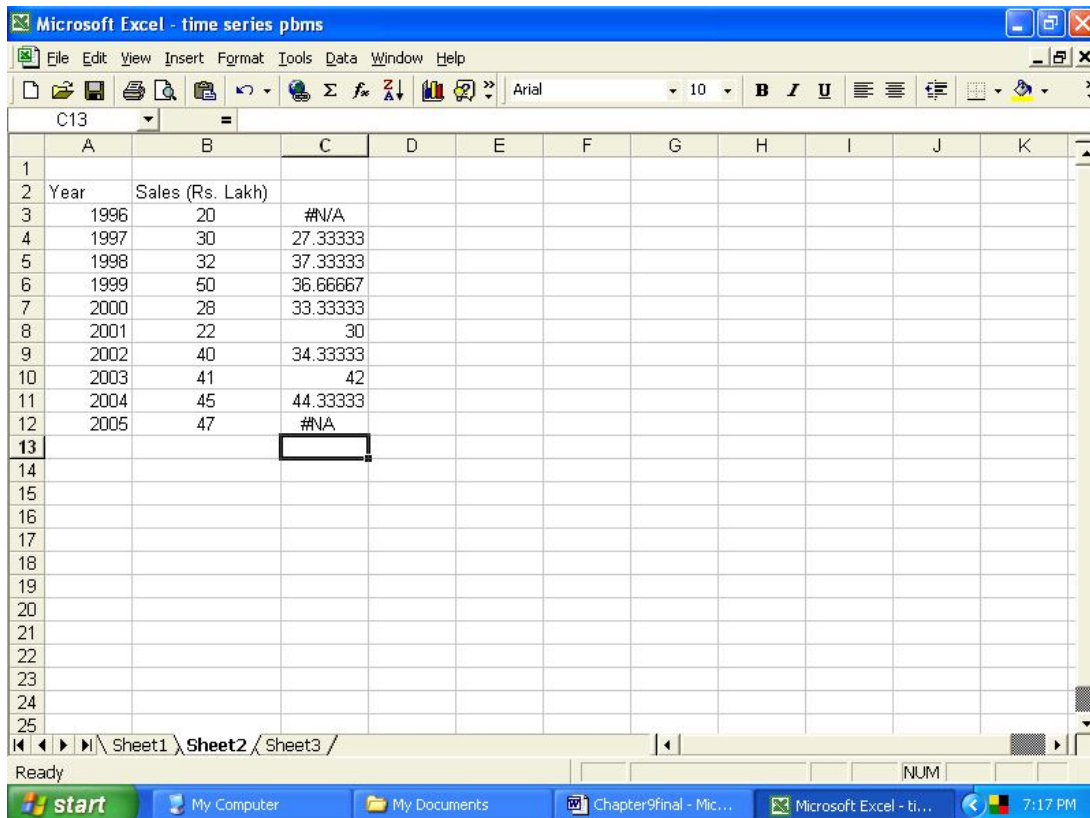 Microsoft Excel - time series pbms
File Edit View Insert Format Tools Data Window Help
Arial 10 B I U
C13 =
A B C D E F G H I J K
1
2 Year Sales (Rs. Lakh)
3 1996 20 #N/A
4 1997 30 27.33333
5 1998 32 37.33333
6 1999 50 36.66667
7 2000 28 33.33333
8 2001 22 30
9 2002 40 34.33333
10 2003 41 42
11 2004 45 44.33333
12 2005 47 #NA
13
14
15
16
17
18
19
20
21
22
23
24
25
Sheet1 Sheet2 Sheet3
Ready NUM
start My Computer My Documents Chapter9final - Mic... Microsoft Excel - ti... 7:17 PM